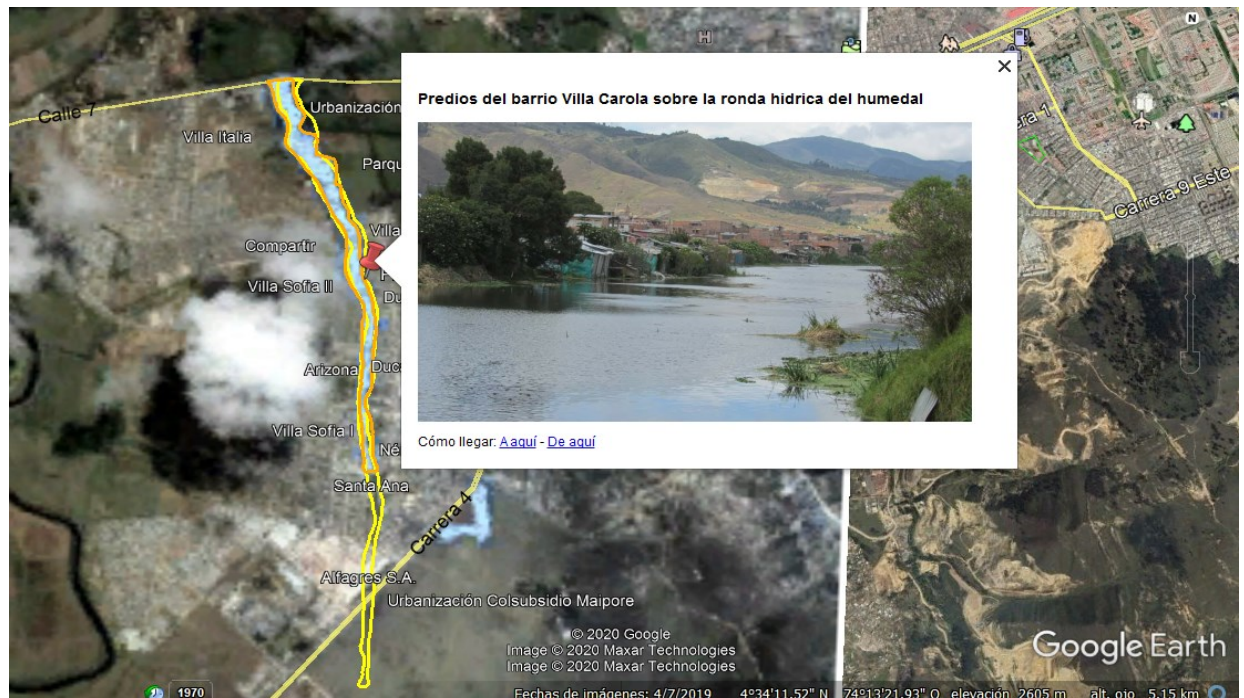 N
H
Predios del barrio Villa Carola sobre la ronda hidrica del humedal
Calle 7
Urbanización
Villa Italia
Parqu
Carrera 9 Este
Villa
Compartir
Villa Sofia II
Du
Arizona
Duc
Villa Sofia I
Né
Cómo llegar: A aquí - De aquí
Santa Ana
Carrera 4
Alfagres S.A.
Urbanización Colsubsidio Maipore
© 2020 Google
Image © 2020 Maxar Technologies
Image © 2020 Maxar Technologies
Google Earth
1970
Fechas de imágenes: 4/7/2019 4°34'11.52" N 74°13'21.93" O elevación 2605 m alt. ojo 5.15 km